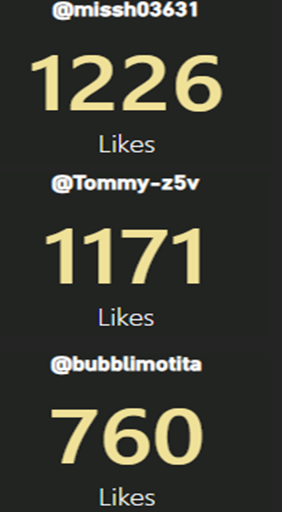 @missh03631
1226
Likes
@Tommy-z5v
1171
Likes
@bubblimotita
760
Likes